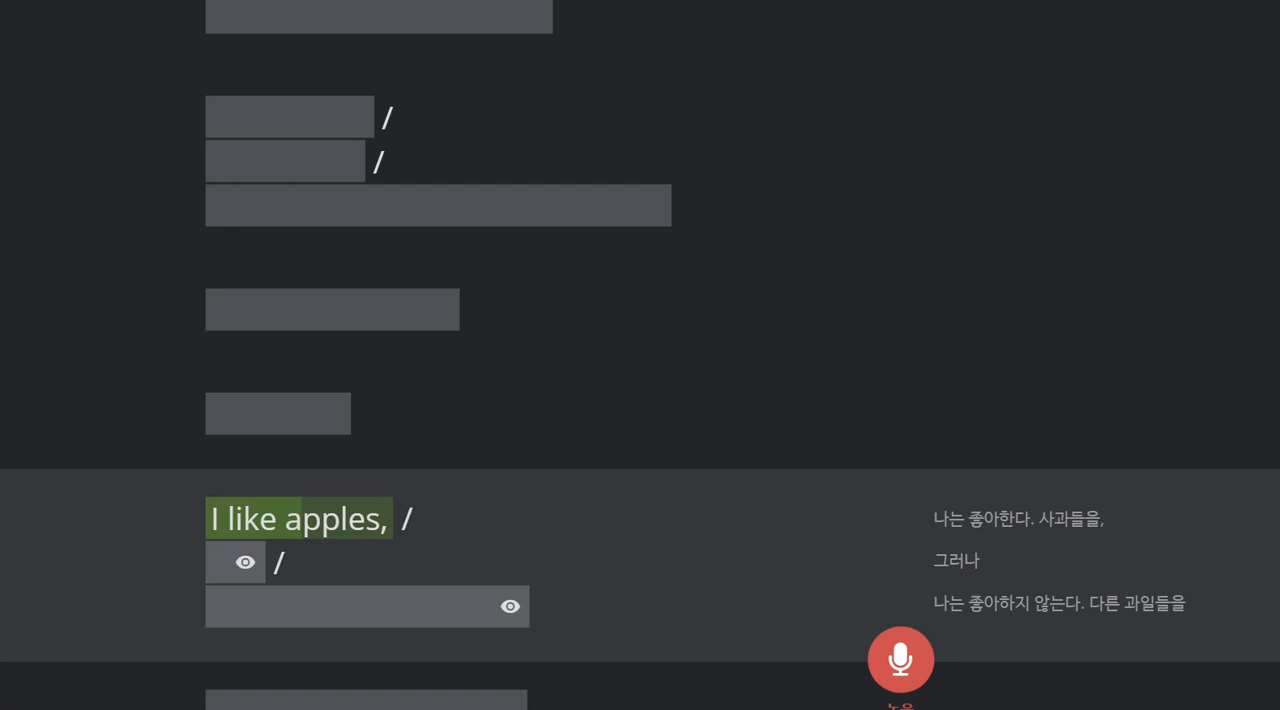 /
/
I like apples, /
나는 좋아한다. 사과들을,
/
그러나
나는 좋아하지 않는다. 다른 과일들을